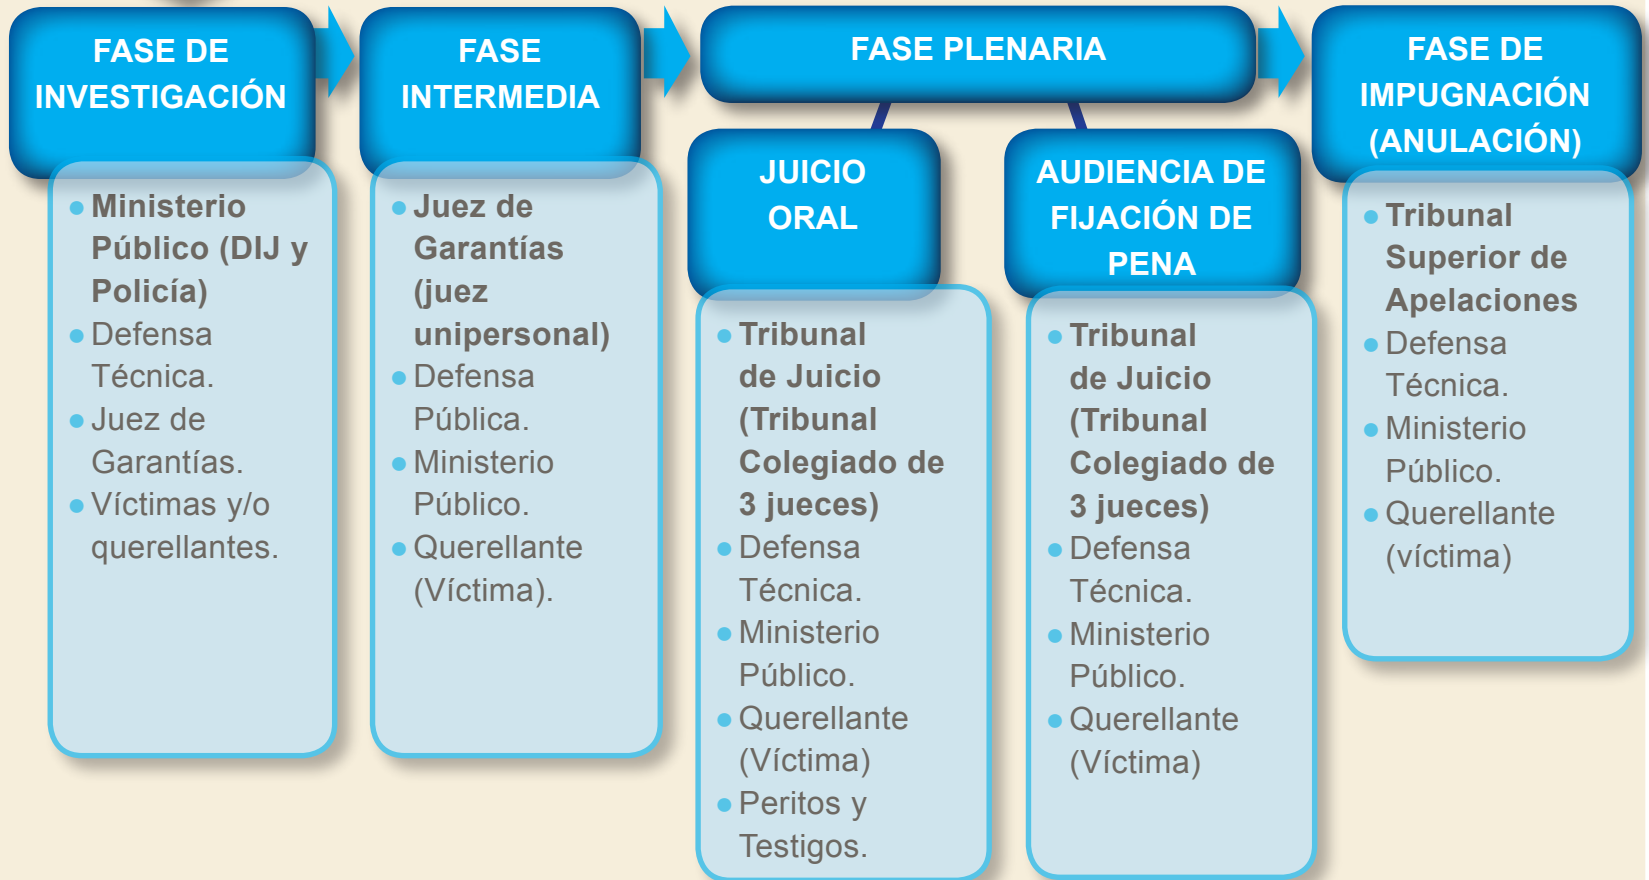 FASE DE
INVESTIGACIÓN
Ministerio
Público (DIJ y
Policía)
Defensa
Técnica.
Juez de
Garantías.
Víctimas y/o
querellantes.
FASE
INTERMEDIA
Juez de
Garantías
(juez
unipersonal)
Defensa
Pública.
Ministerio
Público.
Querellante
(Víctima).
FASE PLENARIA
JUICIO
ORAL
Tribunal
de Juicio
(Tribunal
Colegiado de
3 jueces)
Defensa
Técnica.
Ministerio
Público.
Querellante
(Víctima)
Peritos y
Testigos.
AUDIENCIA DE
FIJACIÓN DE
PENA
Tribunal
de Juicio
(Tribunal
Colegiado de
3 jueces)
Defensa
Técnica.
Ministerio
Público.
Querellante
(Víctima)
FASE DE
IMPUGNACIÓN
(ANULACIÓN)
Tribunal
Superior de
Apelaciones
Defensa
Técnica.
Ministerio
Público.
Querellante
(víctima)